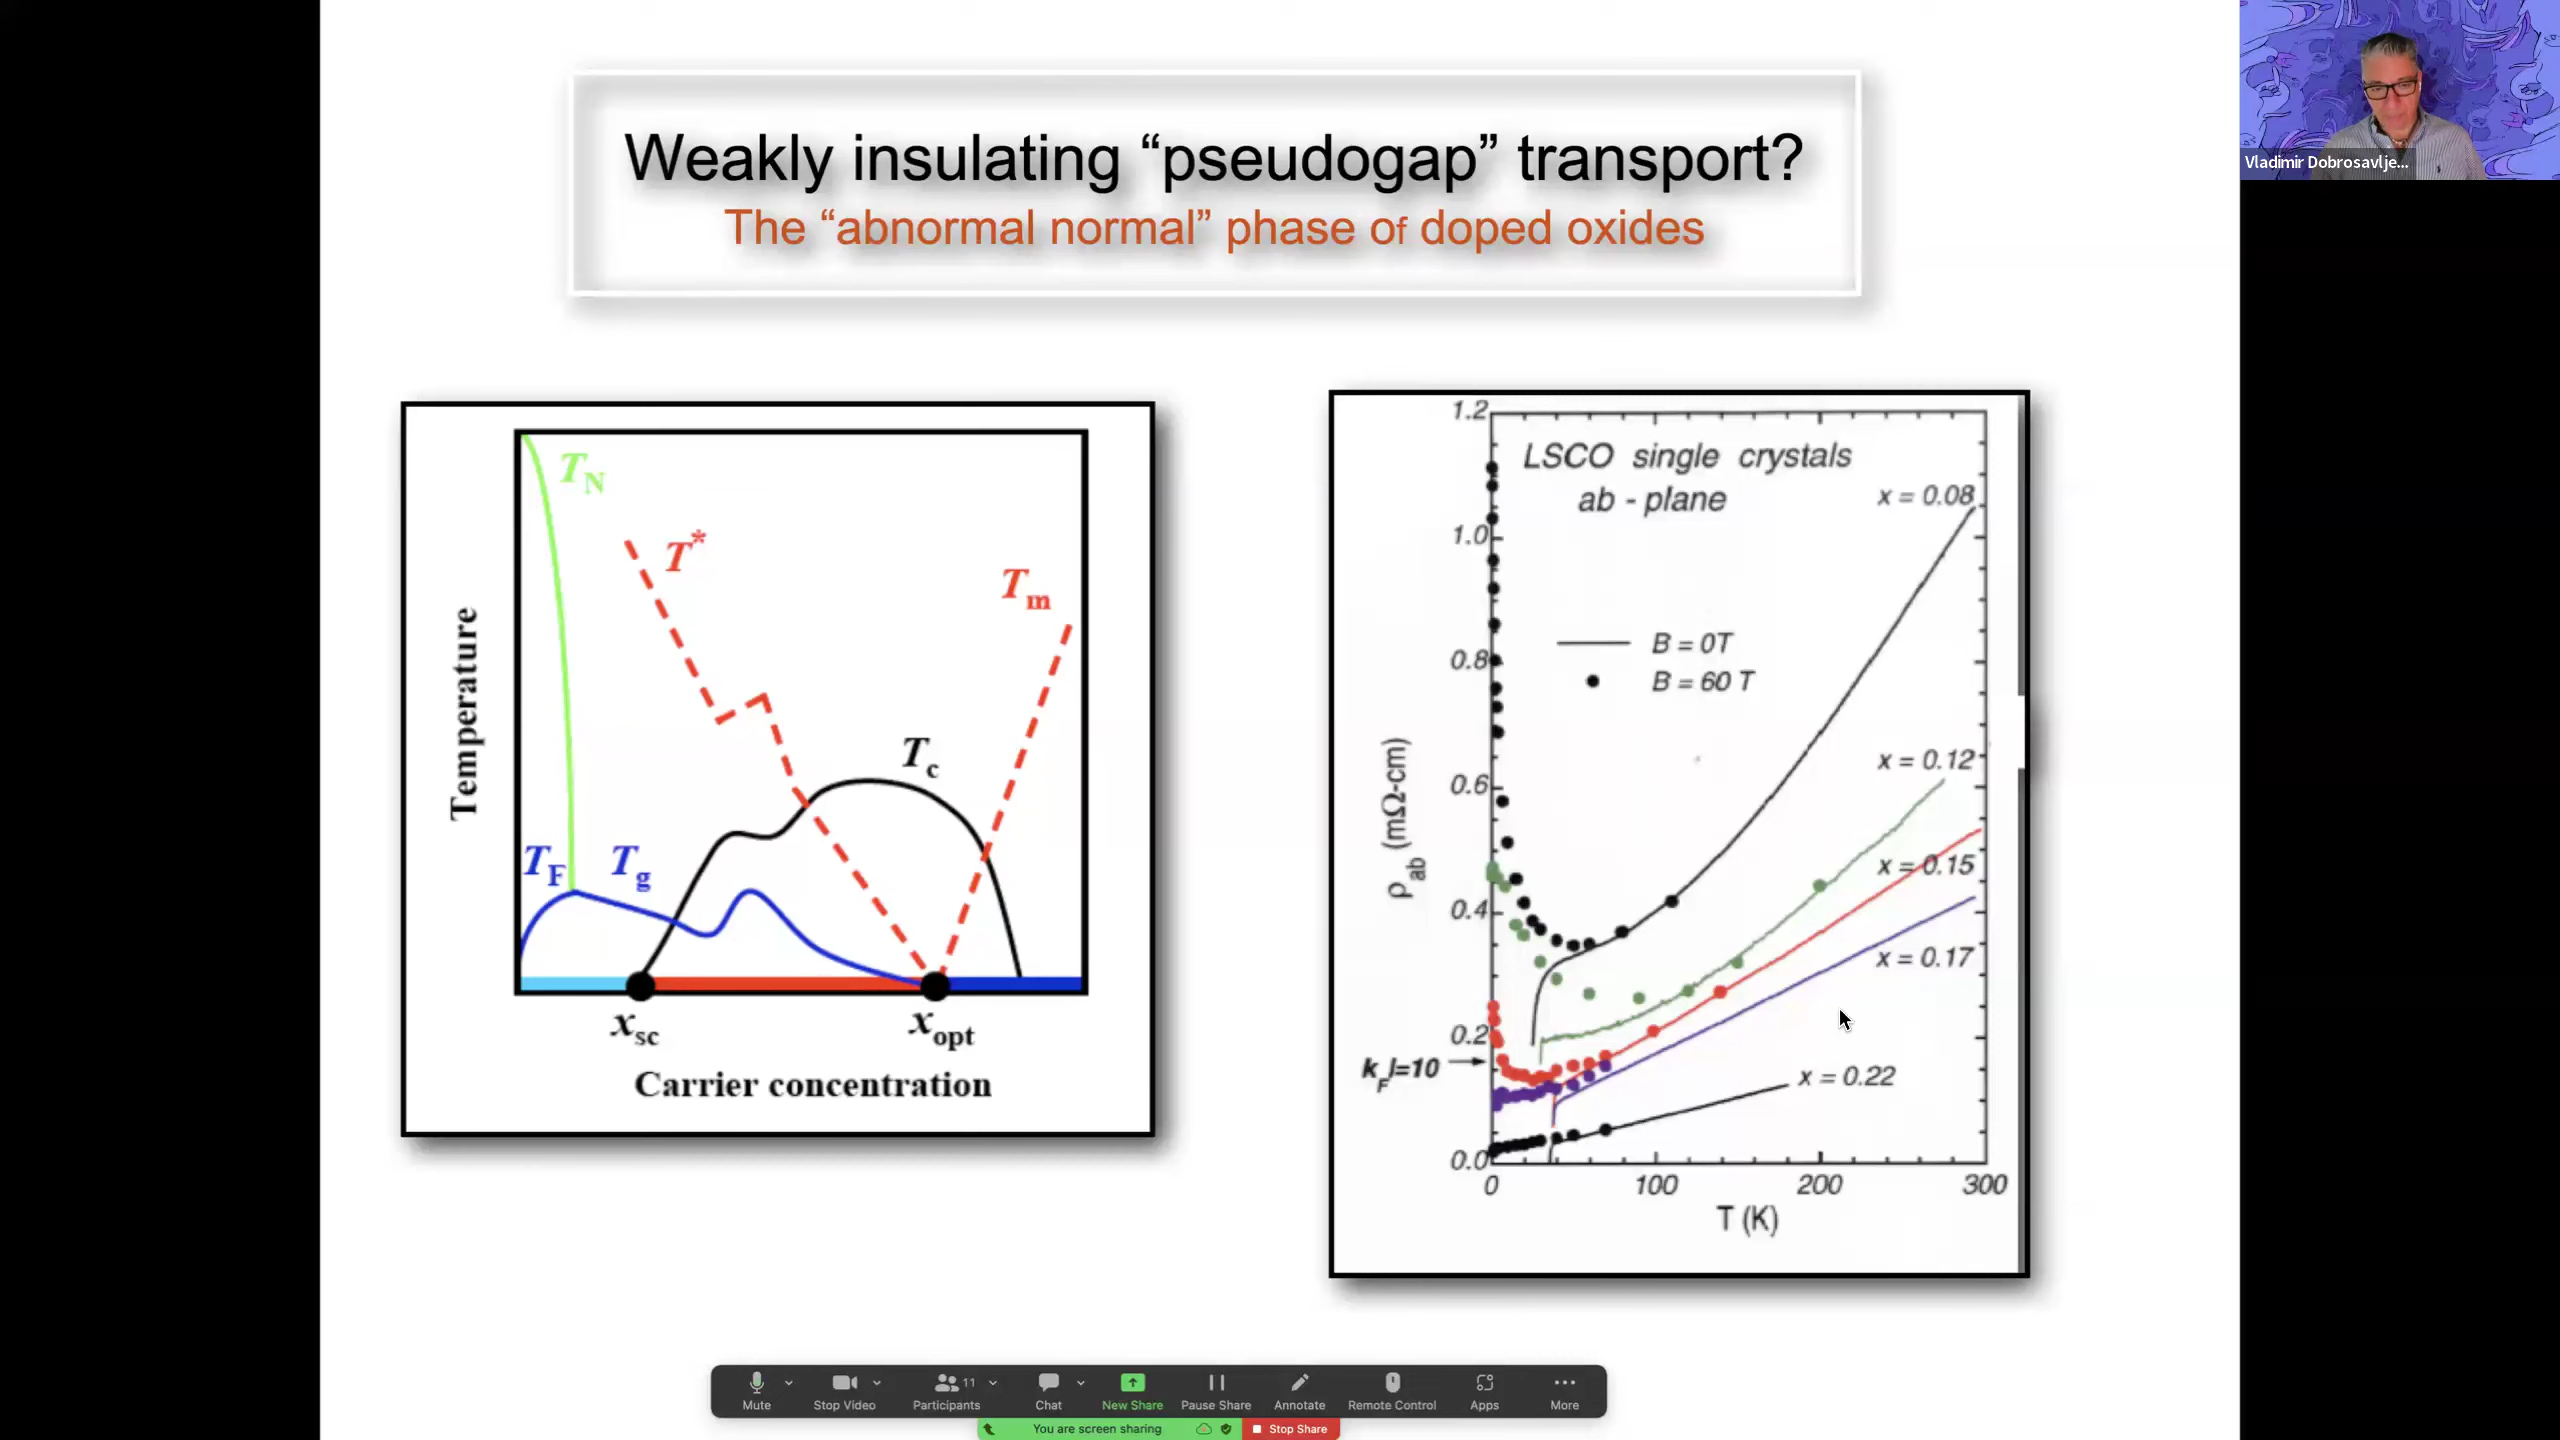 Weakly insulating “pseudogap” transport?
The “abnormal normal” phase of doped oxides
Vladimir Dobrosavlje...
Temperature
T_N
T*
T_m
T_c
T_F
T_g
x_sc
x_opt
Carrier concentration
1.2
1.0
0.8
0.6
0.4
0.2
0.0
LSCO single crystals
ab - plane
x = 0.08
B = 0T
B = 60 T
x = 0.12
x = 0.15
x = 0.17
x = 0.22
ρ_ab (mΩ-cm)
k_Fl=10
0 100 200 300
T (K)
Mute
Stop Video
11
Participants
Chat
New Share
Pause Share
Annotate
Remote Control
Apps
More
You are screen sharing
Stop Share